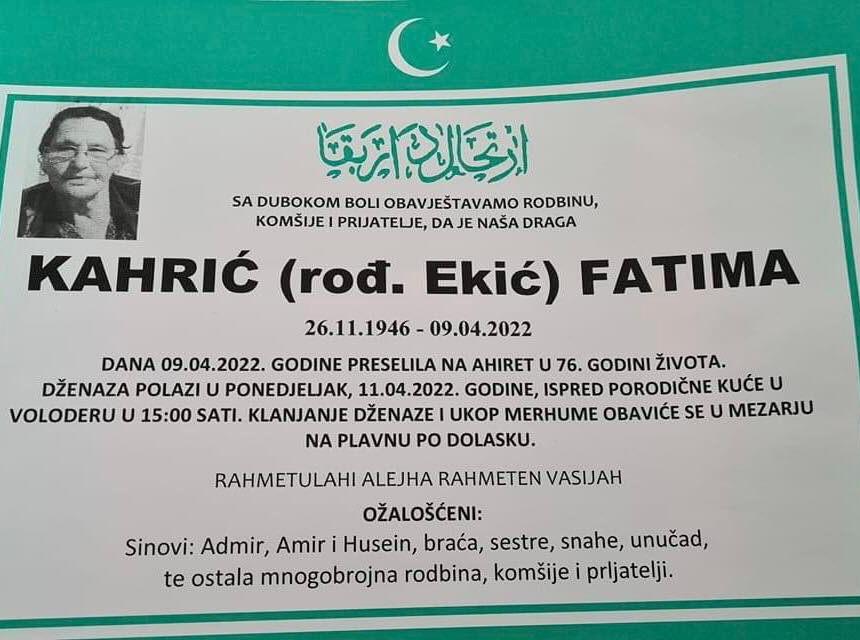 ارتحال دار بقا
SA DUBOKOM BOLI OBAVJEŠTAVAMO RODBINU,
KOMŠIJE I PRIJATELJE, DA JE NAŠA DRAGA
KAHRIĆ (rođ. Ekić) FATIMA
26.11.1946 - 09.04.2022
DANA 09.04.2022. GODINE PRESELILA NA AHIRET U 76. GODINI ŽIVOTA.
DŽENAZA POLAZI U PONEDJELJAK, 11.04.2022. GODINE, ISPRED PORODIČNE KUĆE U
VOLODERU U 15:00 SATI. KLANJANJE DŽENAZE I UKOP MERHUME OBAVIĆE SE U MEZARJU
NA PLAVNU PO DOLASKU.
RAHMETULAHI ALEJHA RAHMETEN VASIJAH
OŽALOŠĆENI:
Sinovi: Admir, Amir i Husein, braća, sestre, snahe, unučad,
te ostala mnogobrojna rodbina, komšije i prljatelji.